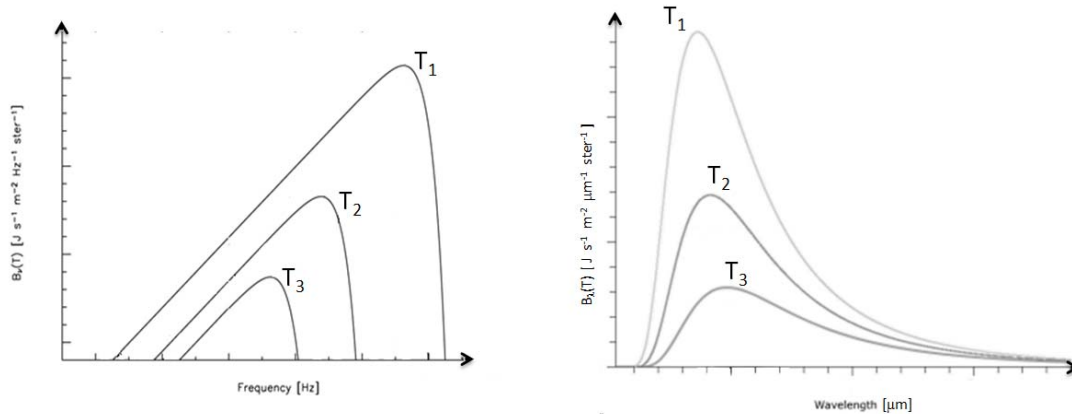 B𝜈(T) [J s⁻¹ m⁻² Hz⁻¹ ster⁻¹]
T₁
T₂
T₃
Frequency [Hz]
B_λ(T) [ J s⁻¹ m⁻² μm⁻¹ ster⁻¹ ]
T₁
T₂
T₃
Wavelength [μm]